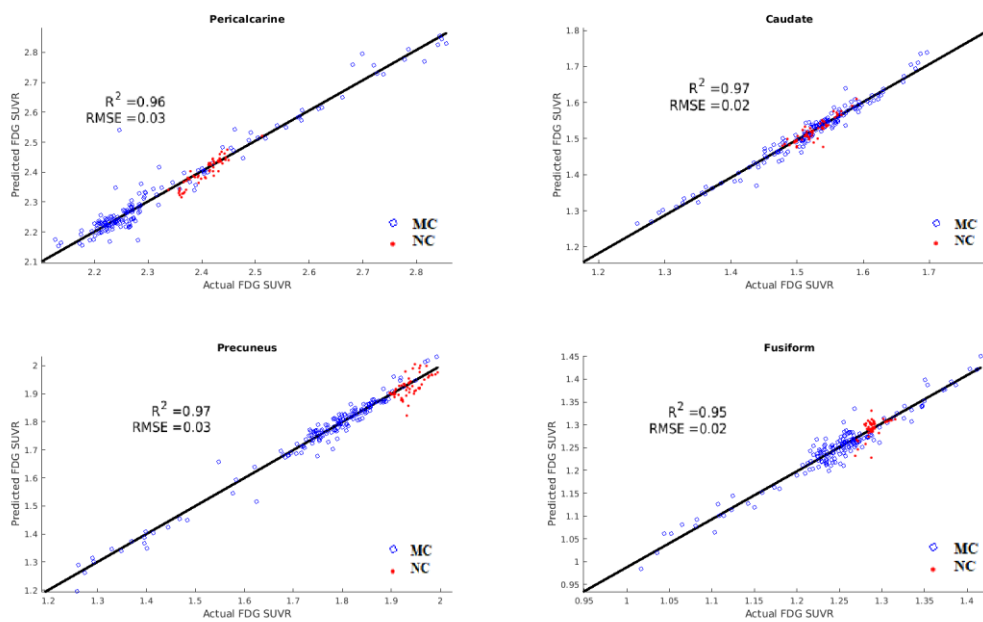 Pericalcarine
2.8
2.7
2.6
2.5
2.4
2.3
2.2
2.1
Predicted FDG SUVR
R² =0.96
RMSE =0.03
MC
NC
2.2
2.3
2.4
2.5
2.6
2.7
2.8
Actual FDG SUVR
Caudate
1.8
1.7
1.6
1.5
1.4
1.3
1.2
Predicted FDG SUVR
R² =0.97
RMSE =0.02
MC
NC
1.2
1.3
1.4
1.5
1.6
1.7
Actual FDG SUVR
Precuneus
2
1.9
1.8
1.7
1.6
1.5
1.4
1.3
1.2
Predicted FDG SUVR
R² =0.97
RMSE =0.03
MC
NC
1.2
1.3
1.4
1.5
1.6
1.7
1.8
1.9
2
Actual FDG SUVR
Fusiform
1.45
1.4
1.35
1.3
1.25
1.2
1.15
1.1
1.05
1
0.95
Predicted FDG SUVR
R² =0.95
RMSE =0.02
MC
NC
0.95
1
1.05
1.1
1.15
1.2
1.25
1.3
1.35
1.4
Actual FDG SUVR